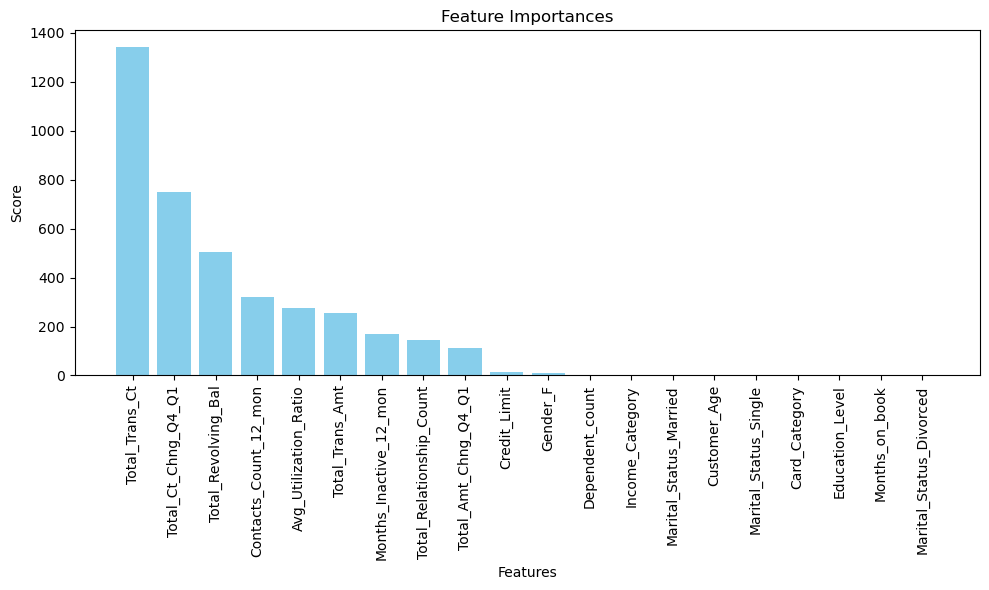 Feature Importances
Score
1400
1200
1000
800
600
400
200
0
Total_Trans_Ct
Total_Ct_Chng_Q4_Q1
Total_Revolving_Bal
Contacts_Count_12_mon
Avg_Utilization_Ratio
Total_Trans_Amt
Months_Inactive_12_mon
Total_Relationship_Count
Total_Amt_Chng_Q4_Q1
Credit_Limit
Gender_F
Dependent_count
Income_Category
Marital_Status_Married
Customer_Age
Marital_Status_Single
Card_Category
Education_Level
Months_on_book
Marital_Status_Divorced
Features